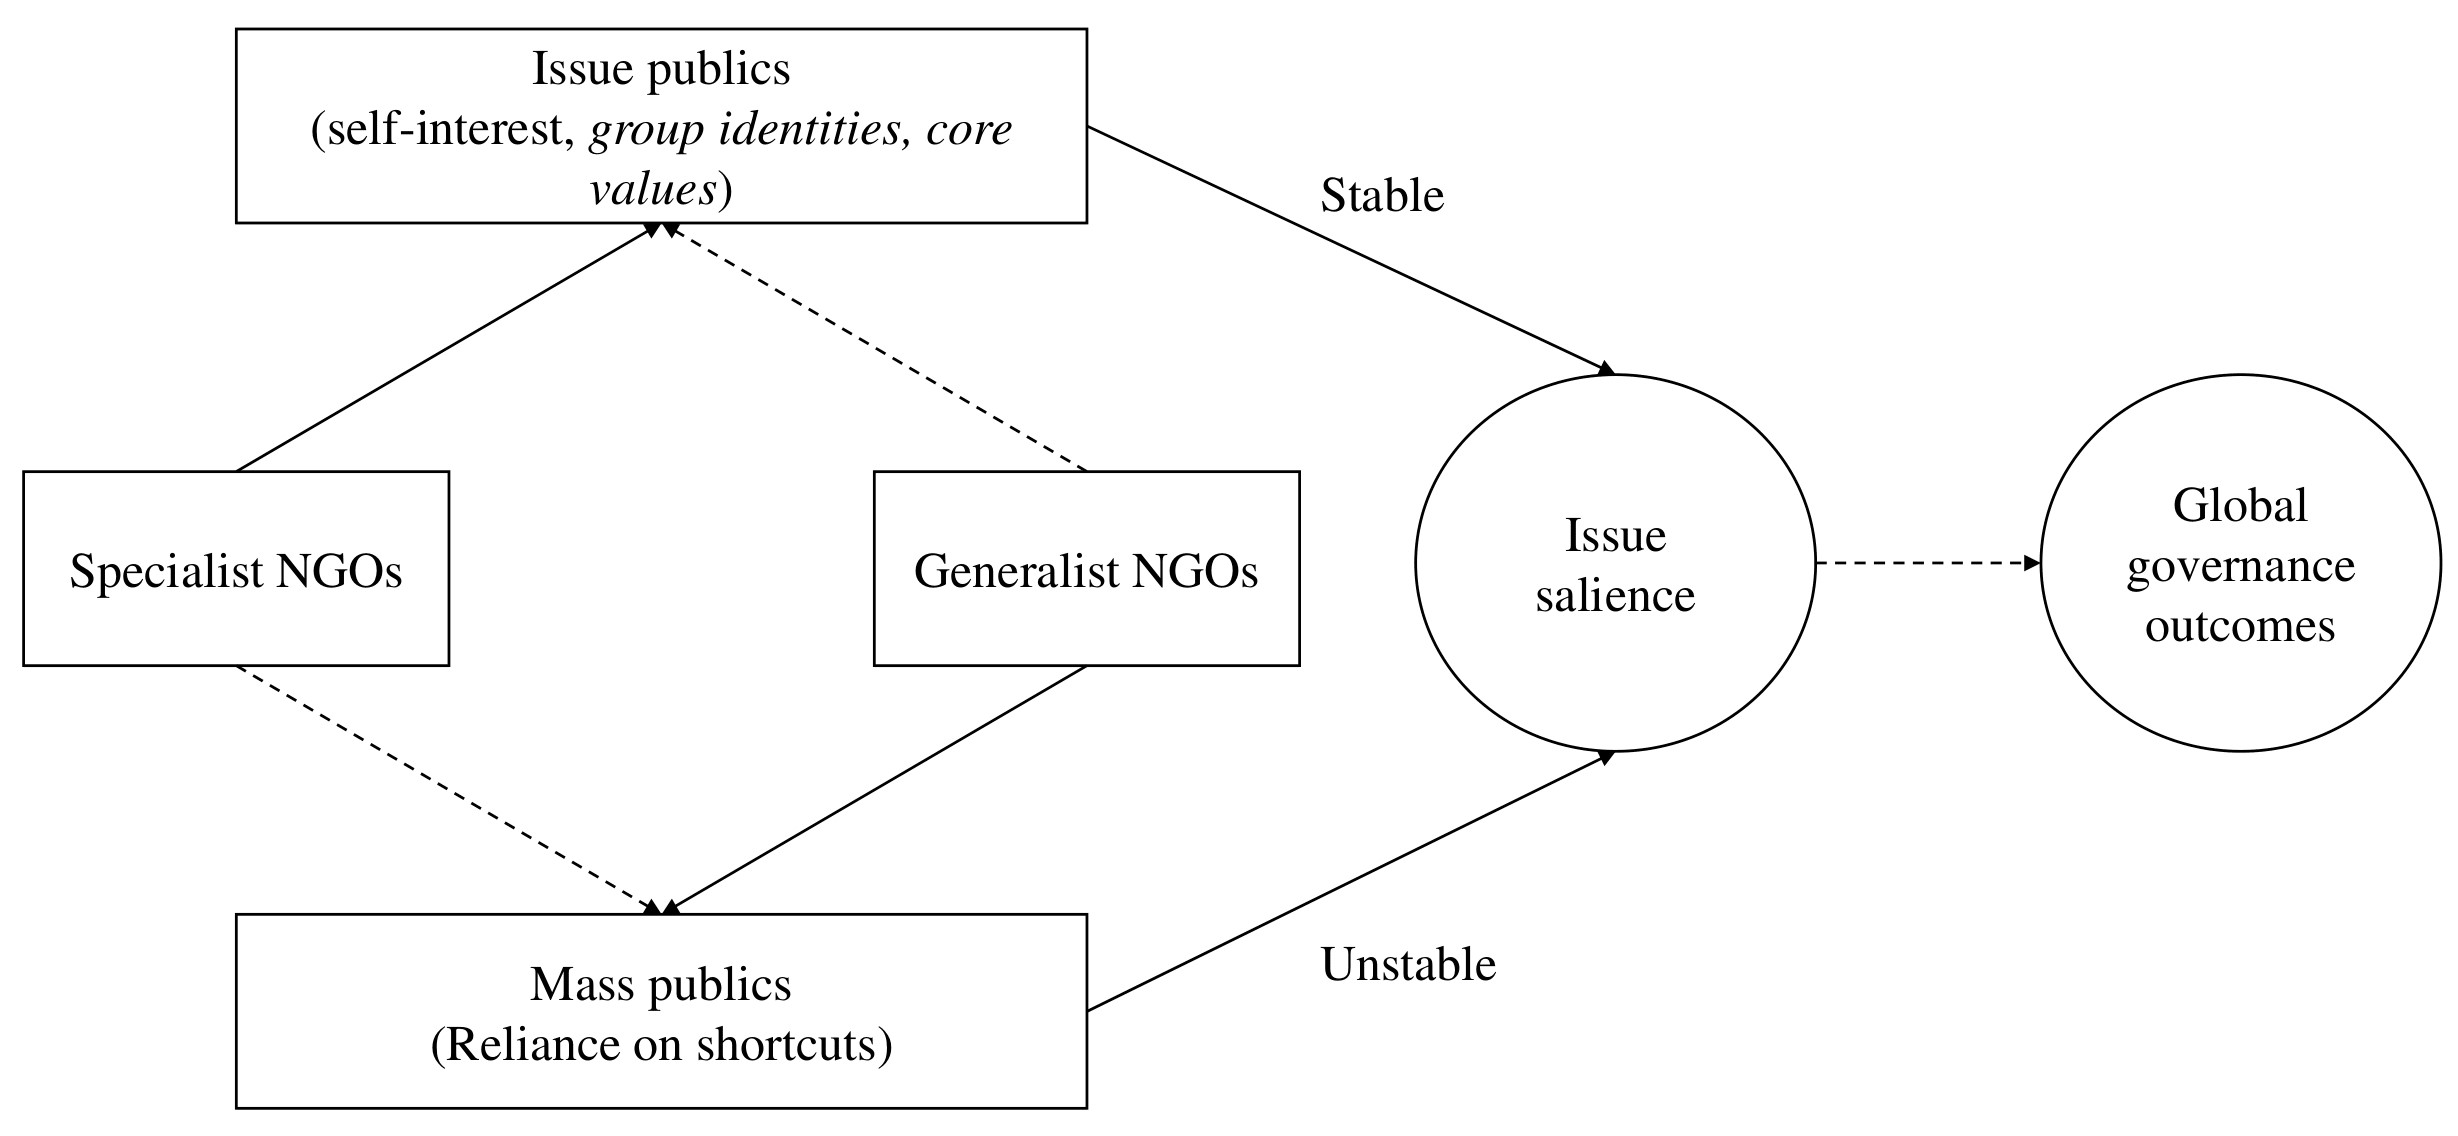 Issue publics
(self-interest, group identities, core
values)
Stable
Specialist NGOs
Generalist NGOs
Issue
salience
Global
governance
outcomes
Unstable
Mass publics
(Reliance on shortcuts)